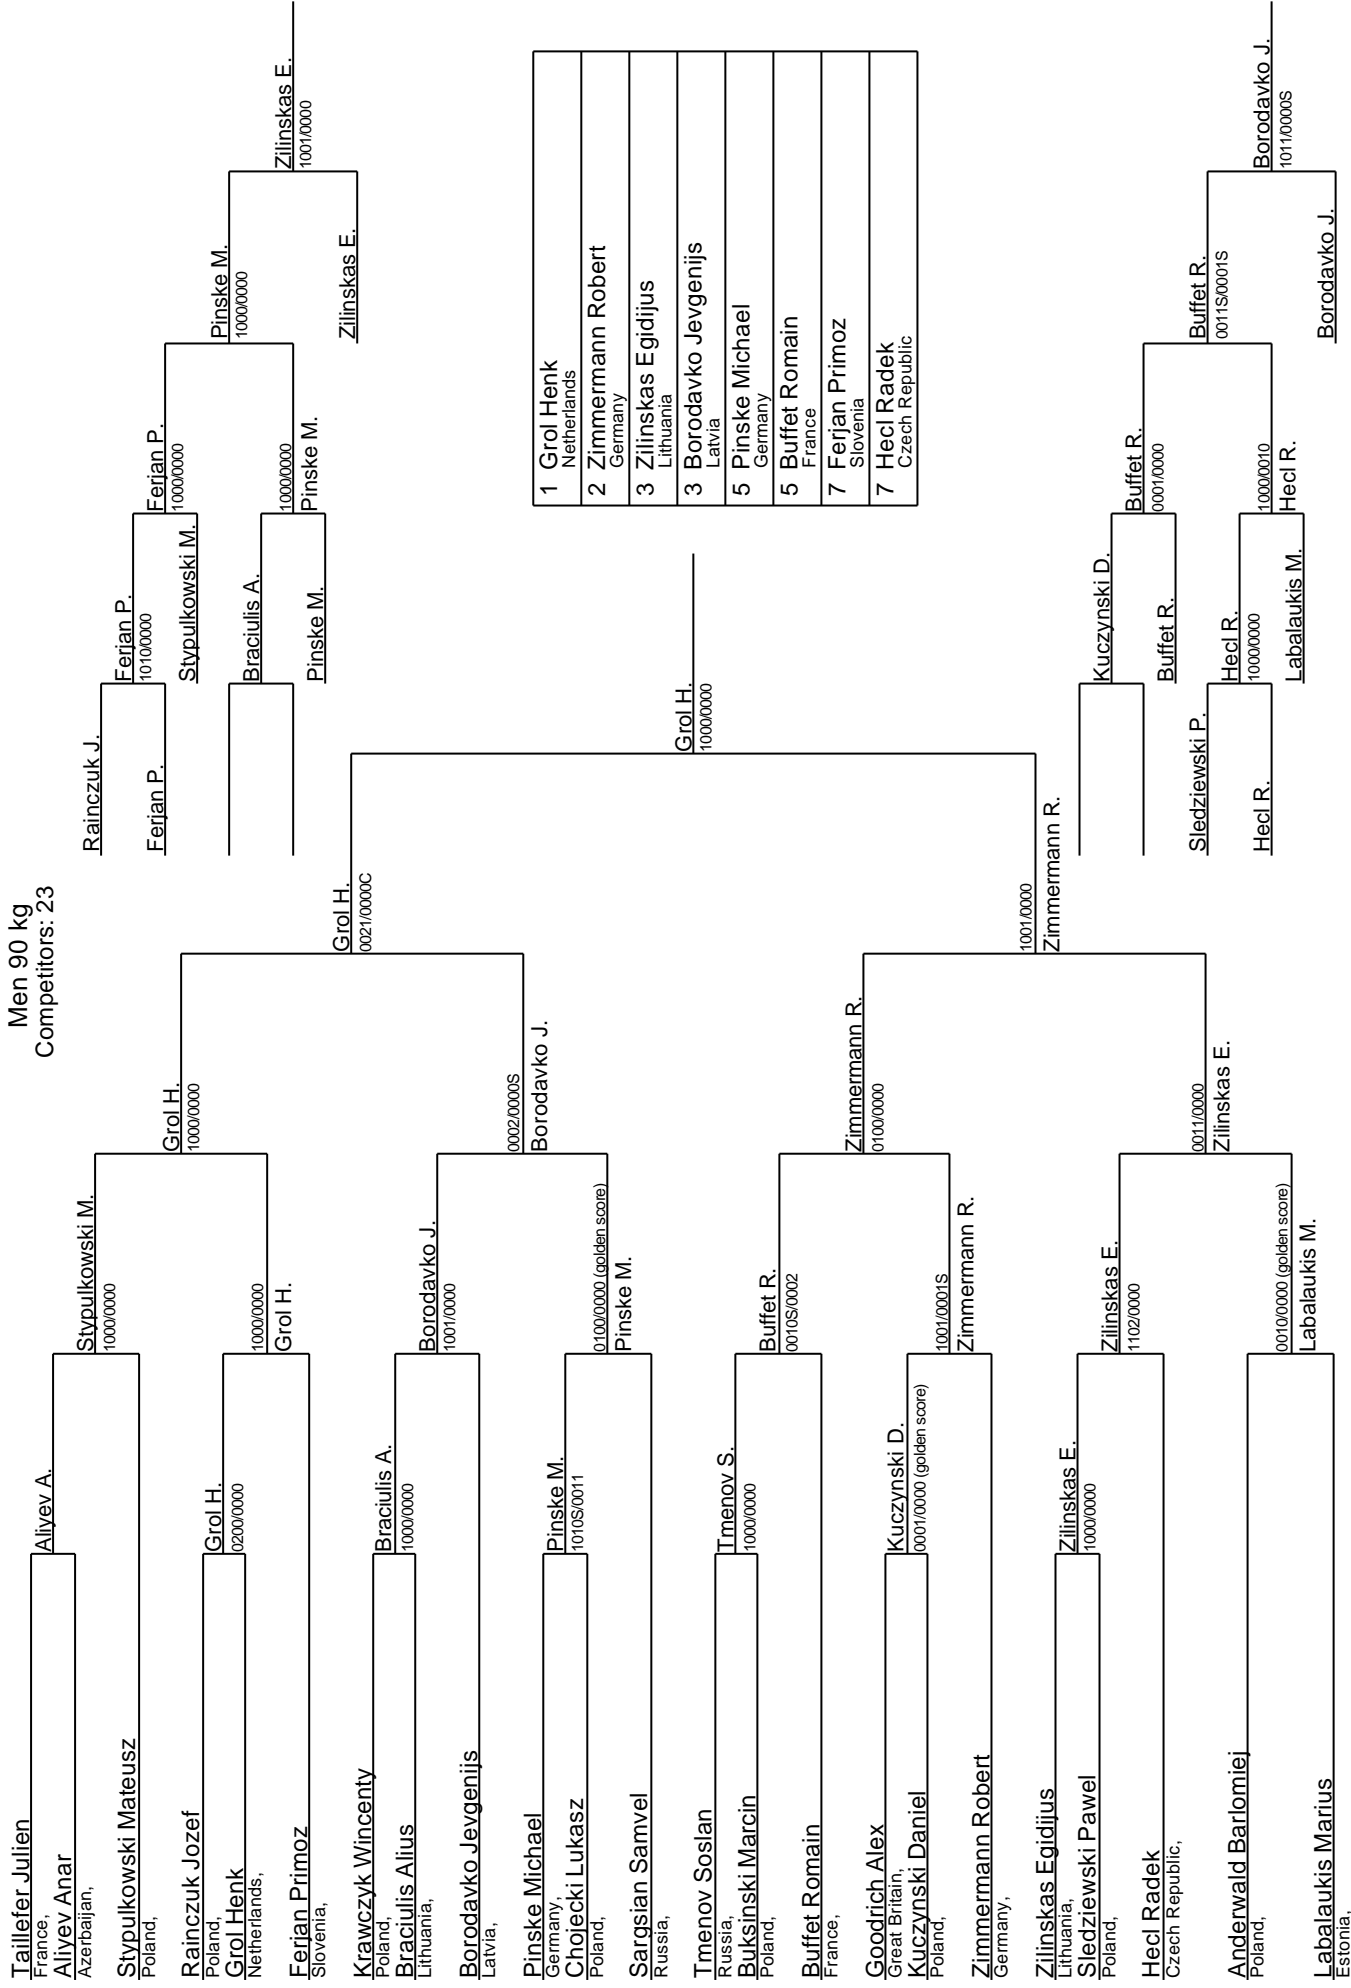 Men 90 kg
Competitors: 23
Taillefer Julien
France,
Aliyev Anar
Azerbaijan,
Stypulkowski Mateusz
Poland,
Rainczuk Jozef
Poland,
Grol Henk
Netherlands,
Ferjan Primoz
Slovenia,
Krawczyk Wincenty
Poland,
Braciulis Alius
Lithuania,
Borodavko Jevgenijs
Latvia,
Pinske Michael
Germany,
Chojecki Lukasz
Poland,
Sargsian Samvel
Russia,
Tmenov Soslan
Russia,
Buksinski Marcin
Poland,
Buffet Romain
France,
Goodrich Alex
Great Britain,
Kuczynski Daniel
Poland,
Zimmermann Robert
Germany,
Zilinskas Egidijus
Lithuania,
Sledziewski Pawel
Poland,
Hecl Radek
Czech Republic,
Anderwald Barlomiej
Poland,
Labalaukis Marius
Estonia,
Aliyev A.
Grol H.
0200/0000
Braciulis A.
1000/0000
Pinske M.
1010S/0011
Tmenov S.
1000/0000
Kuczynski D.
0001/0000 (golden score)
Zilinskas E.
1000/0000
Stypulkowski M.
1000/0000
1000/0000
Grol H.
Borodavko J.
1001/0000
0100/0000 (golden score)
Pinske M.
Buffet R.
0010S/0002
1001/0001S
Zimmermann R.
Zilinskas E.
1102/0000
0010/0000 (golden score)
Labalaukis M.
Grol H.
1000/0000
0002/0000S
Borodavko J.
Zimmermann R.
0100/0000
0011/0000
Zilinskas E.
Grol H.
0021/0000C
1001/0000
Zimmermann R.
Grol H.
1000/0000
Rainczuk J.
Ferjan P.
Ferjan P.
1010/0000
Stypulkowski M.
Braciulis A.
Pinske M.
Ferjan P.
1000/0000
1000/0000
Pinske M.
Pinske M.
1000/0000
Zilinskas E.
Zilinskas E.
1001/0000
1 Grol Henk
Netherlands
2 Zimmermann Robert
Germany
3 Zilinskas Egidijus
Lithuania
3 Borodavko Jevgenijs
Latvia
5 Pinske Michael
Germany
5 Buffet Romain
France
7 Ferjan Primoz
Slovenia
7 Hecl Radek
Czech Republic
Sledziewski P.
Hecl R.
Kuczynski D.
Buffet R.
Hecl R.
1000/0000
Labalaukis M.
Buffet R.
0001/0000
1000/0010
Hecl R.
Buffet R.
0011S/0001S
Borodavko J.
Borodavko J.
1011/0000S